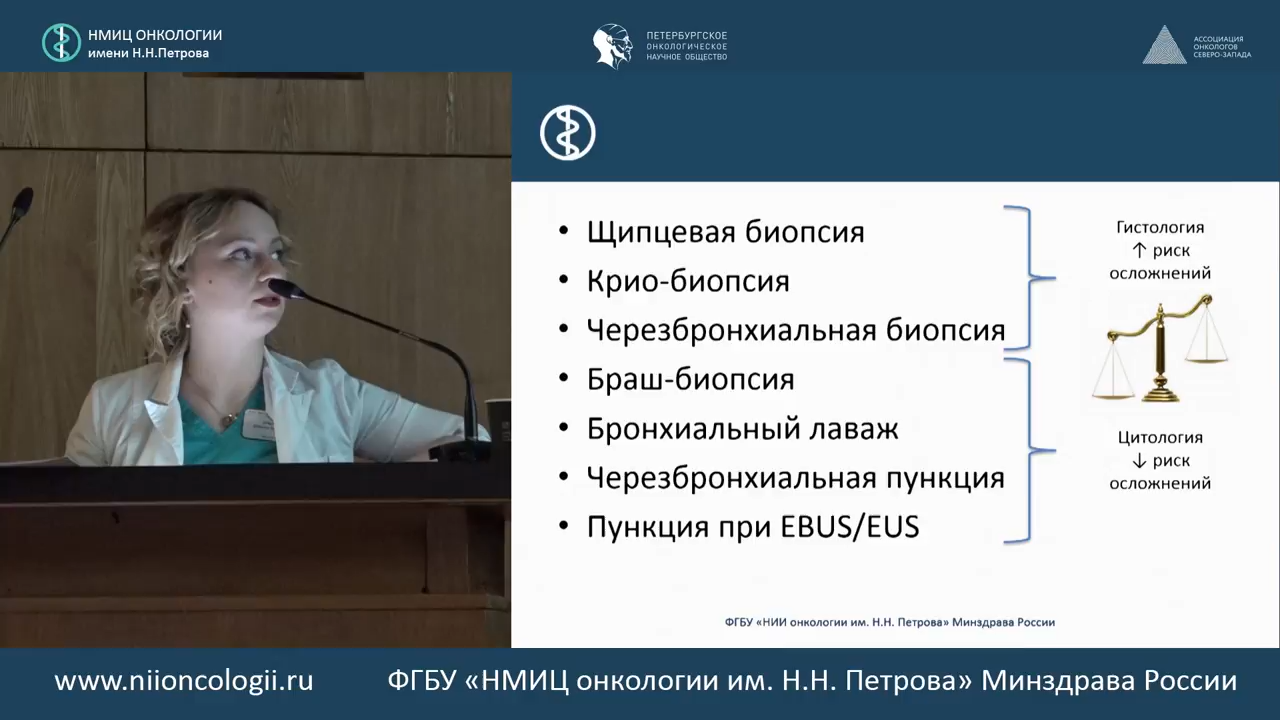 НМИЦ ОНКОЛОГИИ
имени Н.Н.Петрова
ПЕТЕРБУРГСКОЕ
ОНКОЛОГИЧЕСКОЕ
НАУЧНОЕ ОБЩЕСТВО
АССОЦИАЦИЯ
ОНКОЛОГОВ
СЕВЕРО-ЗАПАДА
• Щипцевая биопсия
• Крио-биопсия
• Черезбронхиальная биопсия
• Браш-биопсия
• Бронхиальный лаваж
• Черезбронхиальная пункция
• Пункция при EBUS/EUS
Гистология
↑ риск
осложнений
Цитология
↓ риск
осложнений
ФГБУ «НИИ онкологии им. Н.Н. Петрова» Минздрава России
www.niioncologii.ru
ФГБУ «НМИЦ онкологии им. Н.Н. Петрова» Минздрава России